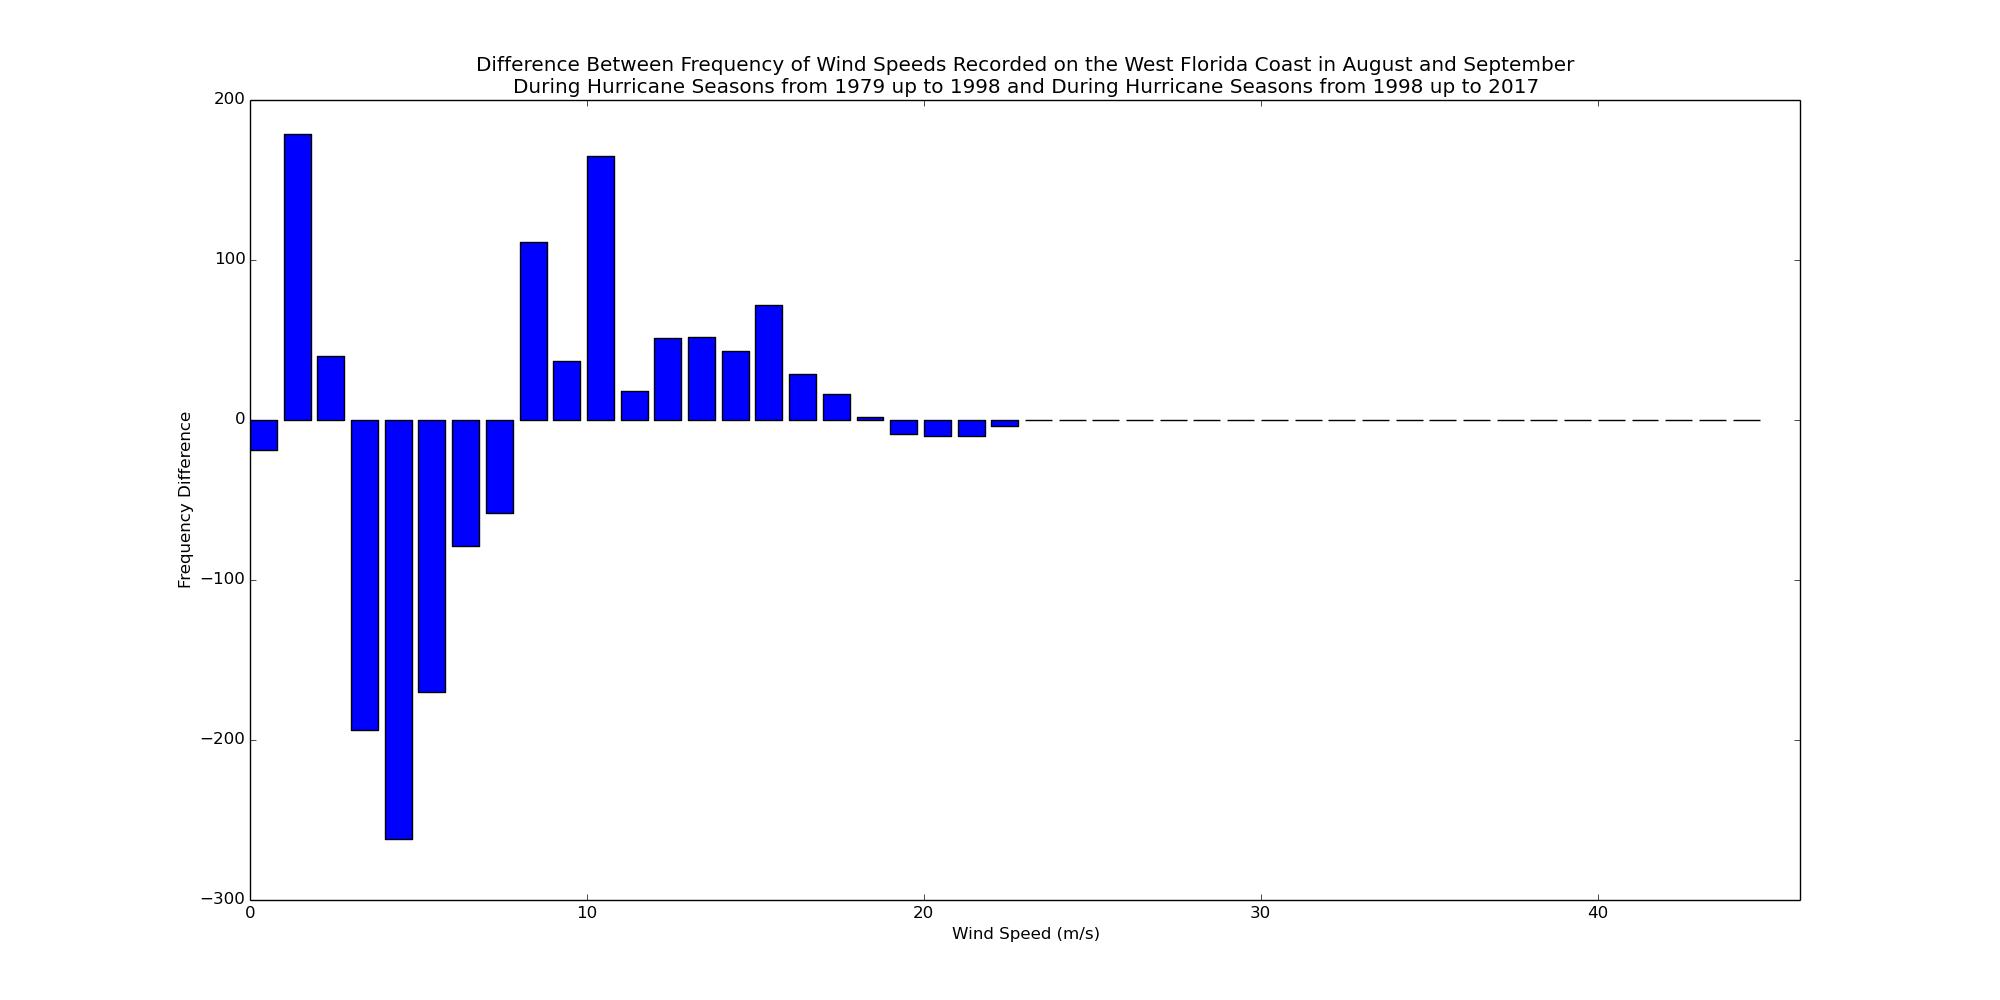 Difference Between Frequency of Wind Speeds Recorded on the West Florida Coast in August and September
During Hurricane Seasons from 1979 up to 1998 and During Hurricane Seasons from 1998 up to 2017
200
100
0
−100
−200
−300
Frequency Difference
0 10 20 30 40
Wind Speed (m/s)